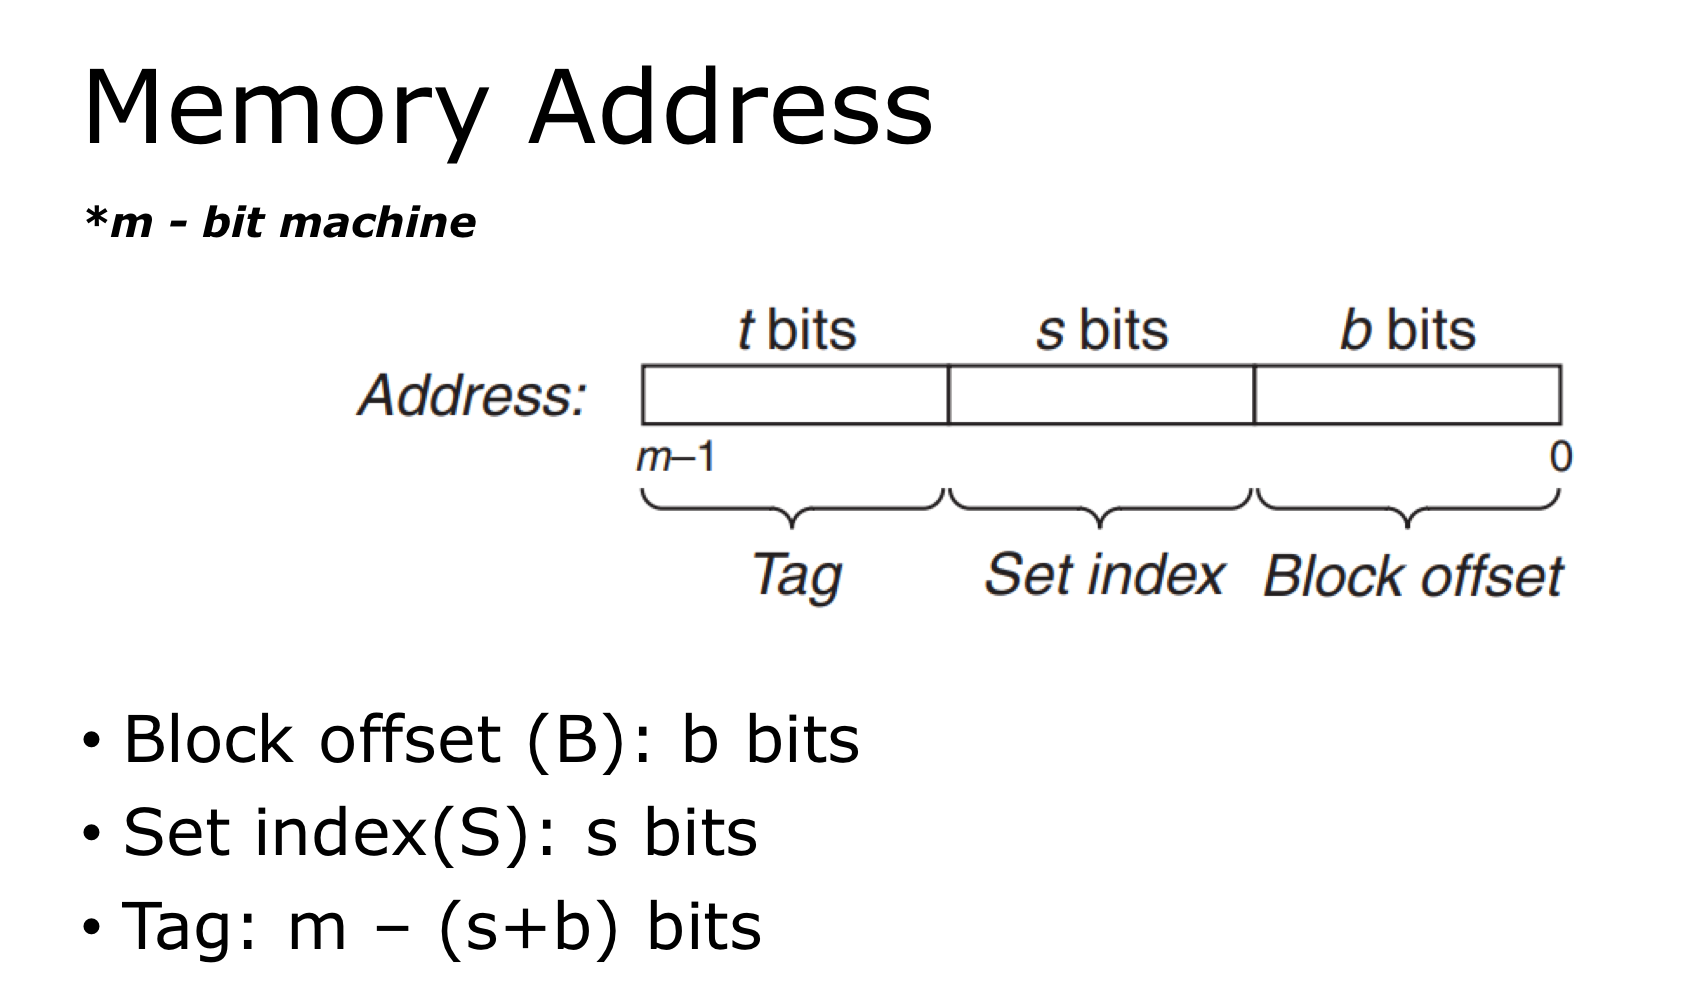 Memory Address
*m - bit machine
t bits s bits b bits
Address:
m–1 0
Tag Set index Block offset
• Block offset (B): b bits
• Set index(S): s bits
• Tag: m – (s+b) bits